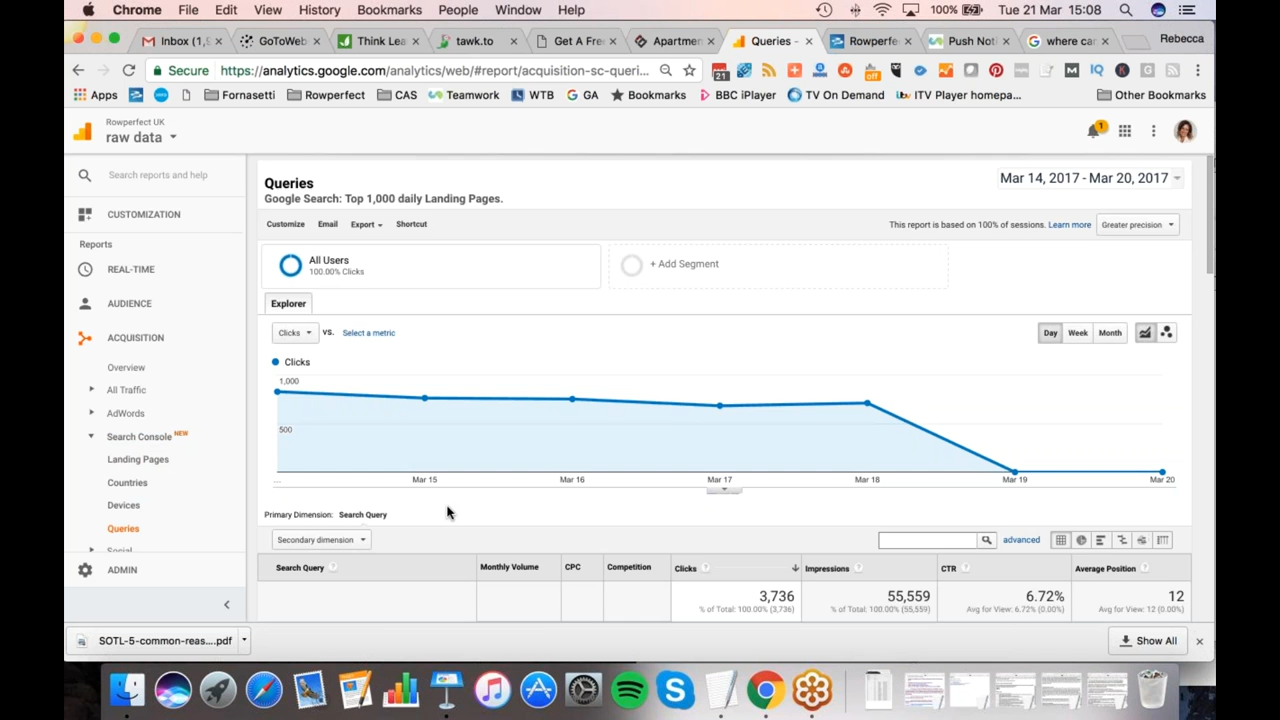 Chrome File Edit View History Bookmarks People Window Help 100% Tue 21 Mar 15:08
Inbox (1, GoToWeb Think Lea tawk.to Get A Fre Apartmen Queries - Rowperfe Push Noti where car Rebecca
Secure https://analytics.google.com/analytics/web/#report/acquisition-sc-queri... 21 off M IQ K G
Apps Fornasetti Rowperfect CAS Teamwork WTB GA Bookmarks BBC iPlayer TV On Demand itv ITV Player homepa... Other Bookmarks
Rowperfect UK
raw data
1
Search reports and help
CUSTOMIZATION
Reports
REAL-TIME
AUDIENCE
ACQUISITION
Overview
All Traffic
AdWords
Search Console NEW
Landing Pages
Countries
Devices
Queries
Social
ADMIN
Queries
Google Search: Top 1,000 daily Landing Pages.
Mar 14, 2017 - Mar 20, 2017
Customize Email Export Shortcut
This report is based on 100% of sessions. Learn more Greater precision
All Users
100.00% Clicks
+ Add Segment
Explorer
Clicks VS. Select a metric
Day Week Month
Clicks
1,000
500
... Mar 15 Mar 16 Mar 17 Mar 18 Mar 19 Mar 20
Primary Dimension: Search Query
Secondary dimension
advanced
Search Query Monthly Volume CPC Competition Clicks Impressions CTR Average Position
3,736 55,559 6.72% 12
% of Total: 100.00% (3,736) % of Total: 100.00% (55,559) Avg for View: 6.72% (0.00%) Avg for View: 12 (0.00%)
SOTL-5-common-reas....pdf
Show All